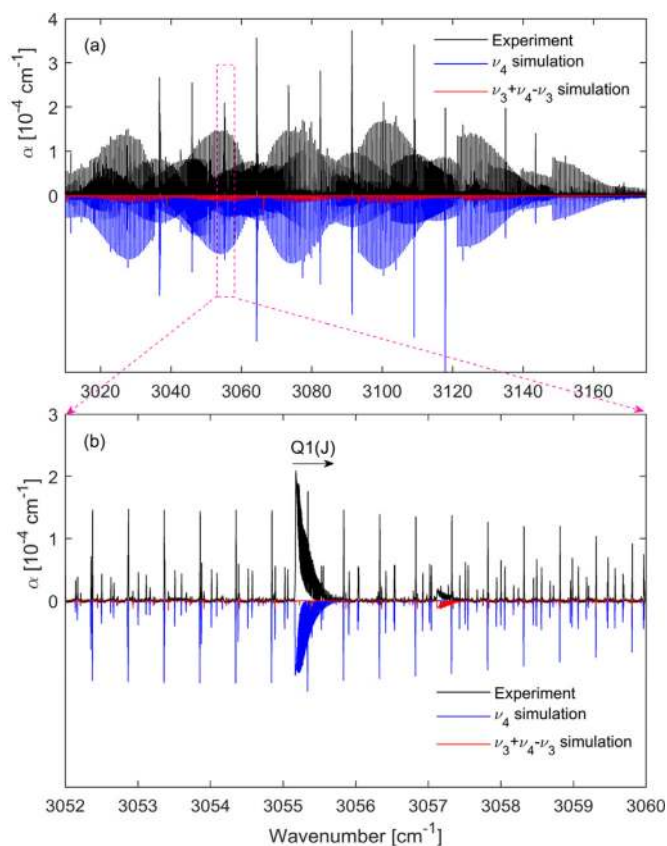 4
3
2
1
0
α [10⁻⁴ cm⁻¹]
(a)
Experiment
ν₄ simulation
ν₃+ν₄-ν₃ simulation
3020 3040 3060 3080 3100 3120 3140 3160
3
2
1
0
α [10⁻⁴ cm⁻¹]
(b)
Q1(J)
Experiment
ν₄ simulation
ν₃+ν₄-ν₃ simulation
3052 3053 3054 3055 3056 3057 3058 3059 3060
Wavenumber [cm⁻¹]